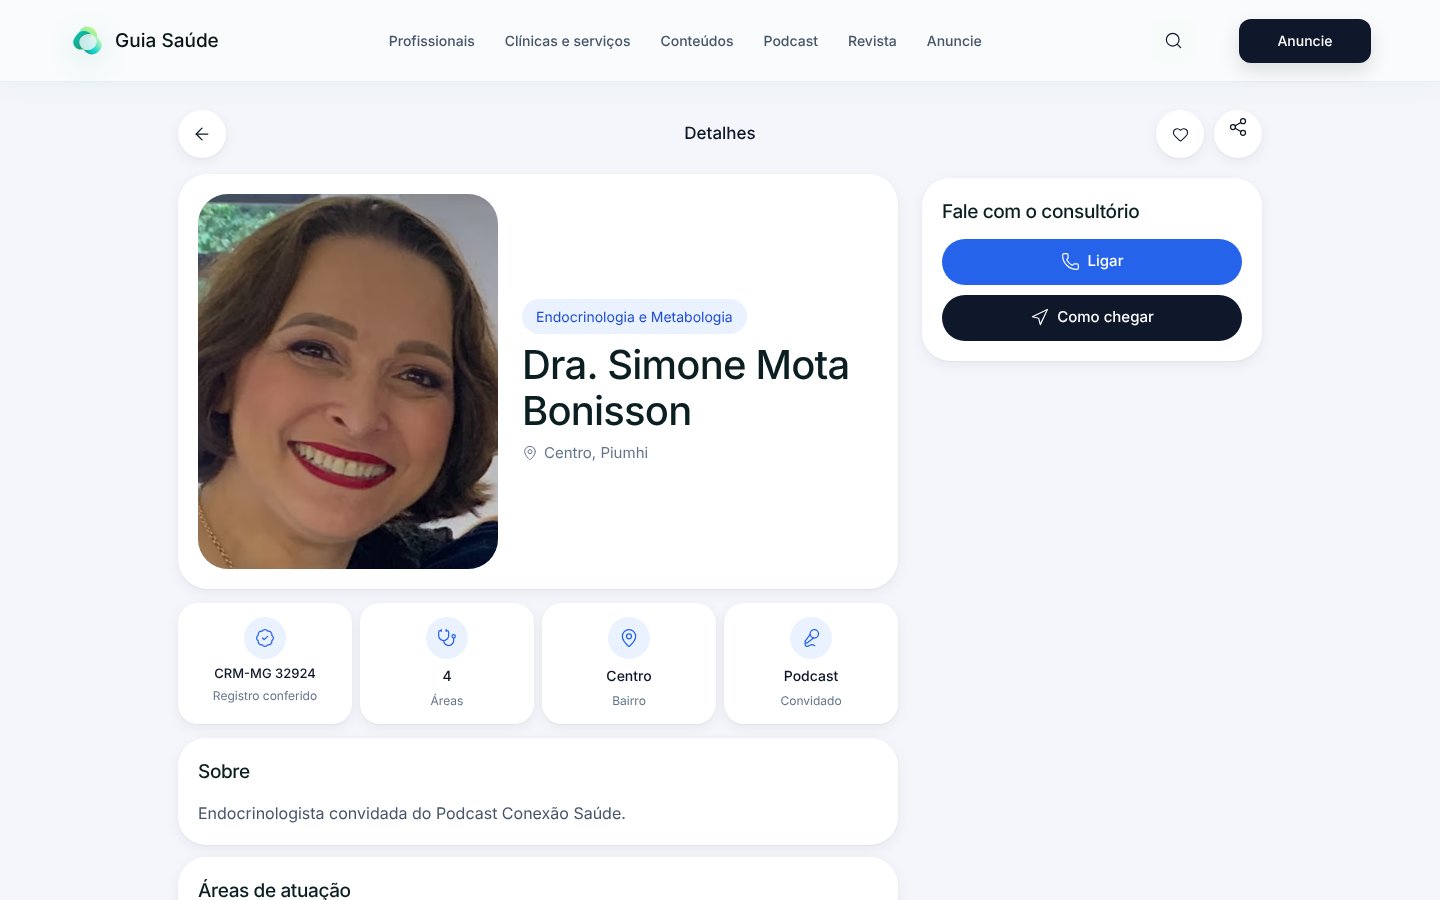 Guia Saúde
Profissionais
Clínicas e serviços
Conteúdos
Podcast
Revista
Anuncie
Anuncie
Detalhes
Endocrinologia e Metabologia
Dra. Simone Mota
Bonisson
Centro, Piumhi
Fale com o consultório
Ligar
Como chegar
CRM-MG 32924
Registro conferido
4
Áreas
Centro
Bairro
Podcast
Convidado
Sobre
Endocrinologista convidada do Podcast Conexão Saúde.
Áreas de atuação